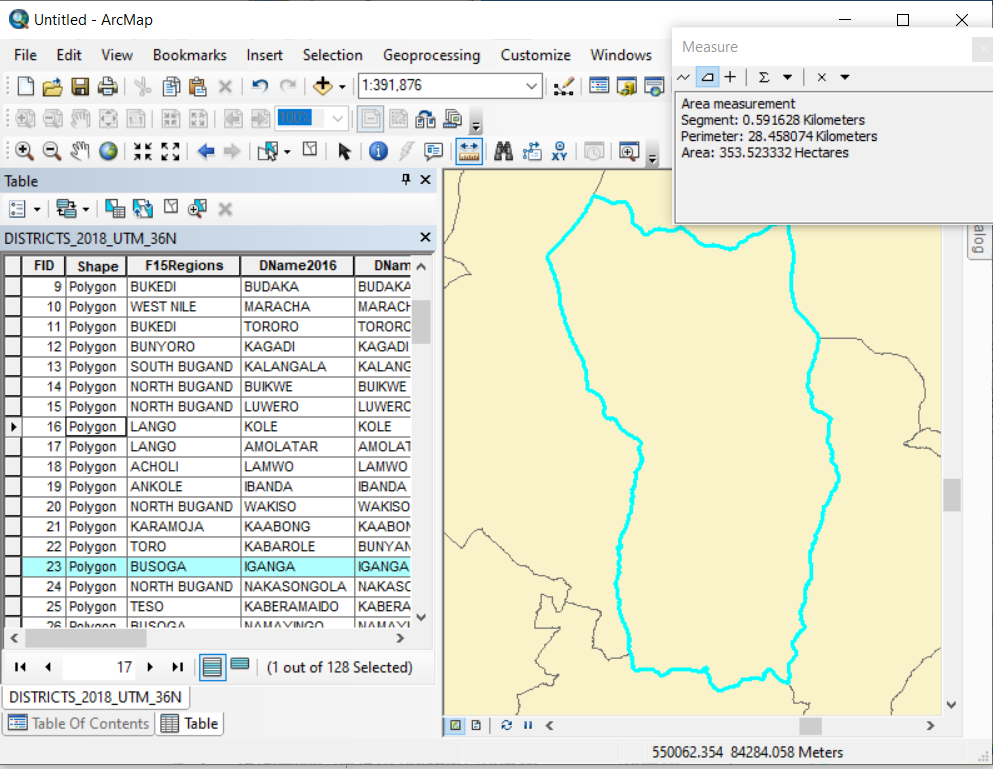 Untitled - ArcMap
File Edit View Bookmarks Insert Selection Geoprocessing Customize Windows
1:391,876
100%
XY
Measure
Area measurement
Segment: 0.591628 Kilometers
Perimeter: 28.458074 Kilometers
Area: 353.523332 Hectares
alog
Table
DISTRICTS_2018_UTM_36N
FID Shape F15Regions DName2016 DNam
9 Polygon BUKEDI BUDAKA BUDAKA
10 Polygon WEST NILE MARACHA MARACH
11 Polygon BUKEDI TORORO TORORO
12 Polygon BUNYORO KAGADI KAGADI
13 Polygon SOUTH BUGAND KALANGALA KALANG
14 Polygon NORTH BUGAND BUIKWE BUIKWE
15 Polygon NORTH BUGAND LUWERO LUWERO
16 Polygon LANGO KOLE KOLE
17 Polygon LANGO AMOLATAR AMOLAT
18 Polygon ACHOLI LAMWO LAMWO
19 Polygon ANKOLE IBANDA IBANDA
20 Polygon NORTH BUGAND WAKISO WAKISO
21 Polygon KARAMOJA KAABONG KAABON
22 Polygon TORO KABAROLE BUNYAN
23 Polygon BUSOGA IGANGA IGANGA
24 Polygon NORTH BUGAND NAKASONGOLA NAKASO
25 Polygon TESO KABERAMAIDO KABERA
26 Polygon BUSOGA NAMAYINGO NAMAYI
17 (1 out of 128 Selected)
DISTRICTS_2018_UTM_36N
Table Of Contents Table
550062.354 84284.058 Meters